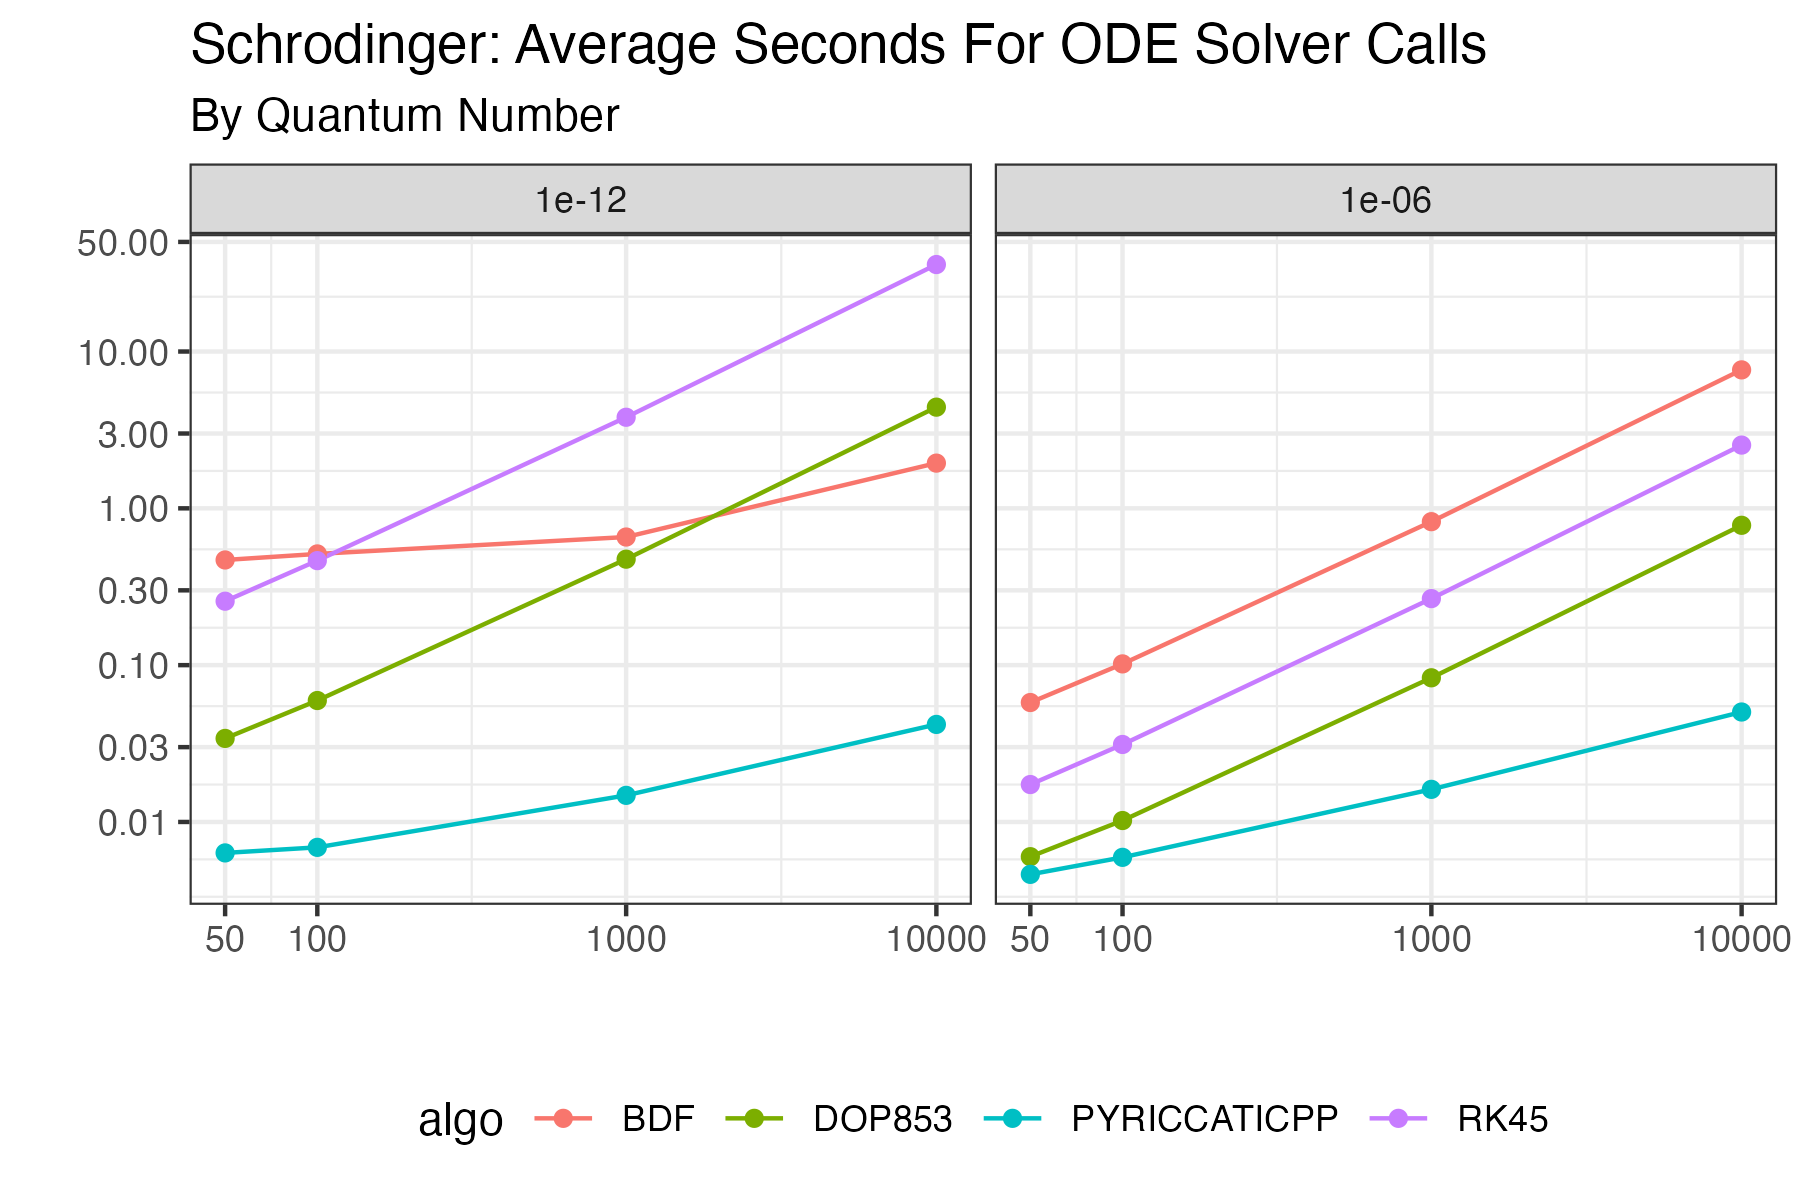 Schrodinger: Average Seconds For ODE Solver Calls
By Quantum Number
1e-12 1e-06
50.00
10.00
3.00
1.00
0.30
0.10
0.03
0.01
50 100 1000 10000 50 100 1000 10000
algo BDF DOP853 PYRICCATICPP RK45